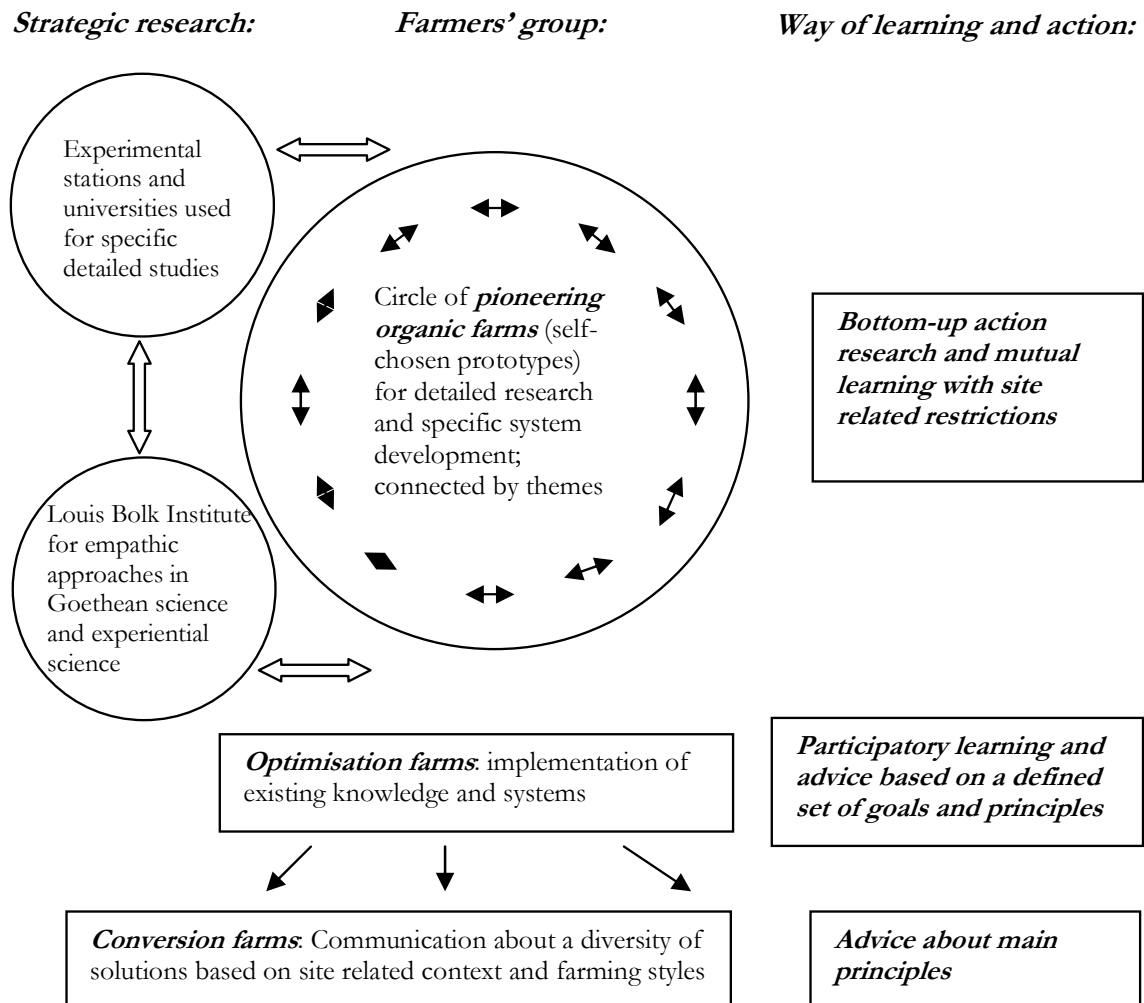 Strategic research:
Farmers' group:
Way of learning and action:
Experimental
stations and
universities used
for specific
detailed studies
Circle of pioneering
organic farms (self-
chosen prototypes)
for detailed research
and specific system
development;
connected by themes
Bottom-up action
research and mutual
learning with site
related restrictions
Louis Bolk Institute
for empathic
approaches in
Goethean science
and experiential
science
Optimisation farms: implementation of
existing knowledge and systems
Participatory learning and
advice based on a defined
set of goals and principles
Conversion farms: Communication about a diversity of
solutions based on site related context and farming styles
Advice about main
principles